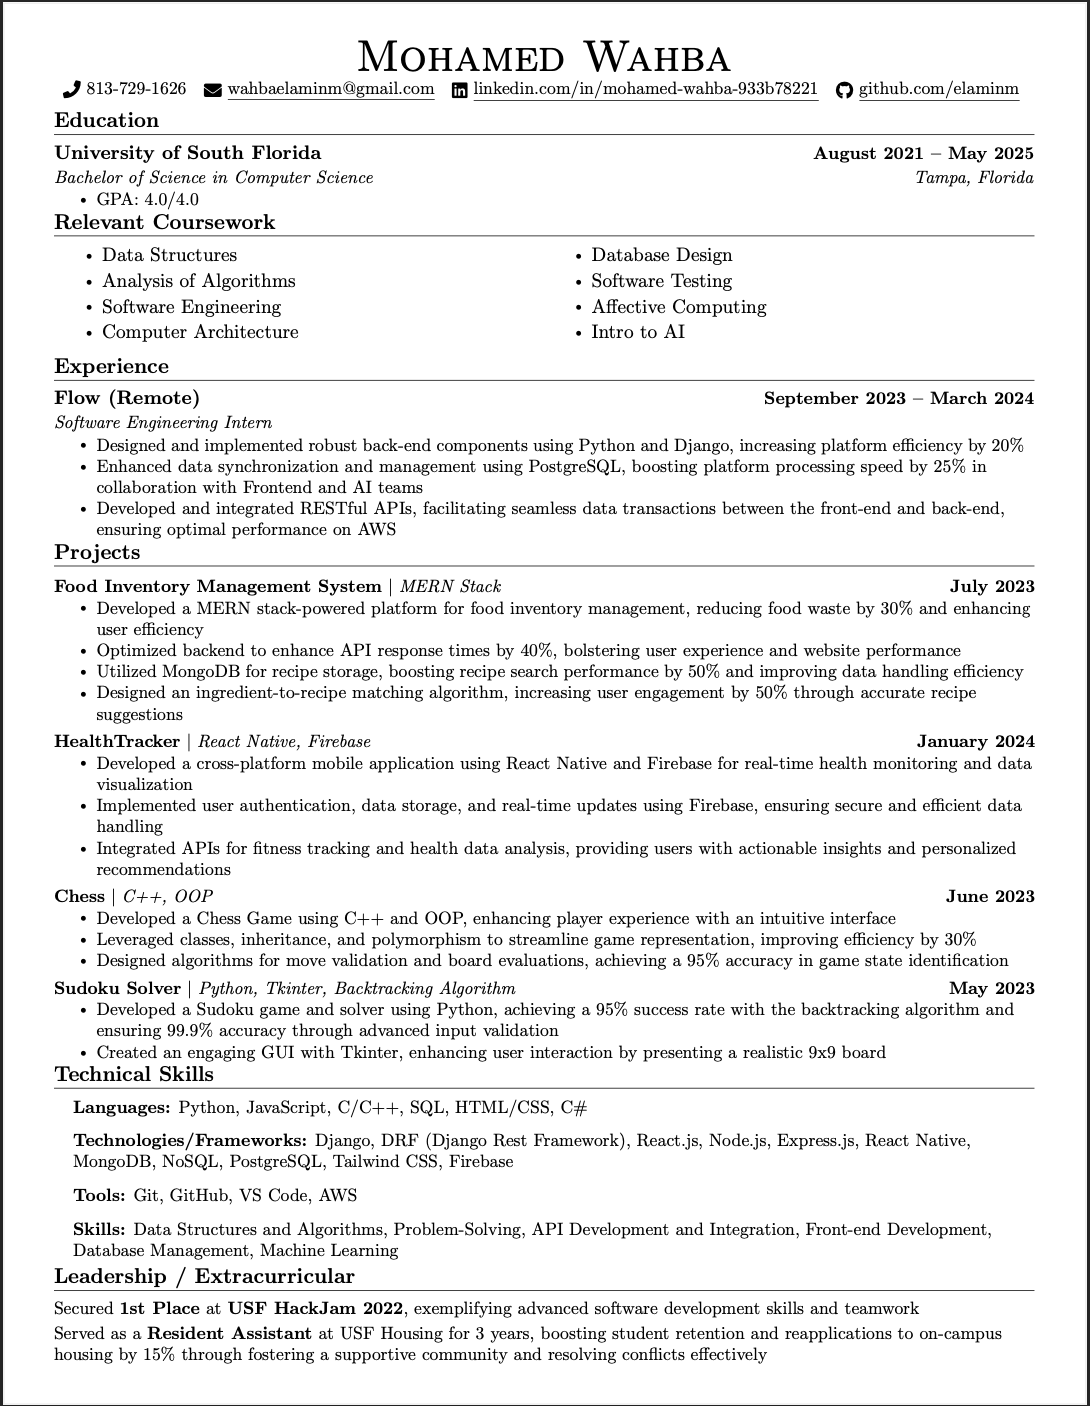 Mohamed Wahba
813-729-1626 wahbaelaminm@gmail.com linkedin.com/in/mohamed-wahba-933b78221 github.com/elaminm
Education
University of South Florida August 2021 – May 2025
Bachelor of Science in Computer Science Tampa, Florida
• GPA: 4.0/4.0
Relevant Coursework
• Data Structures
• Analysis of Algorithms
• Software Engineering
• Computer Architecture
• Database Design
• Software Testing
• Affective Computing
• Intro to AI
Experience
Flow (Remote) September 2023 – March 2024
Software Engineering Intern
• Designed and implemented robust back-end components using Python and Django, increasing platform efficiency by 20%
• Enhanced data synchronization and management using PostgreSQL, boosting platform processing speed by 25% in
collaboration with Frontend and AI teams
• Developed and integrated RESTful APIs, facilitating seamless data transactions between the front-end and back-end,
ensuring optimal performance on AWS
Projects
Food Inventory Management System | MERN Stack July 2023
• Developed a MERN stack-powered platform for food inventory management, reducing food waste by 30% and enhancing
user efficiency
• Optimized backend to enhance API response times by 40%, bolstering user experience and website performance
• Utilized MongoDB for recipe storage, boosting recipe search performance by 50% and improving data handling efficiency
• Designed an ingredient-to-recipe matching algorithm, increasing user engagement by 50% through accurate recipe
suggestions
HealthTracker | React Native, Firebase January 2024
• Developed a cross-platform mobile application using React Native and Firebase for real-time health monitoring and data
visualization
• Implemented user authentication, data storage, and real-time updates using Firebase, ensuring secure and efficient data
handling
• Integrated APIs for fitness tracking and health data analysis, providing users with actionable insights and personalized
recommendations
Chess | C++, OOP June 2023
• Developed a Chess Game using C++ and OOP, enhancing player experience with an intuitive interface
• Leveraged classes, inheritance, and polymorphism to streamline game representation, improving efficiency by 30%
• Designed algorithms for move validation and board evaluations, achieving a 95% accuracy in game state identification
Sudoku Solver | Python, Tkinter, Backtracking Algorithm May 2023
• Developed a Sudoku game and solver using Python, achieving a 95% success rate with the backtracking algorithm and
ensuring 99.9% accuracy through advanced input validation
• Created an engaging GUI with Tkinter, enhancing user interaction by presenting a realistic 9x9 board
Technical Skills
Languages: Python, JavaScript, C/C++, SQL, HTML/CSS, C#
Technologies/Frameworks: Django, DRF (Django Rest Framework), React.js, Node.js, Express.js, React Native,
MongoDB, NoSQL, PostgreSQL, Tailwind CSS, Firebase
Tools: Git, GitHub, VS Code, AWS
Skills: Data Structures and Algorithms, Problem-Solving, API Development and Integration, Front-end Development,
Database Management, Machine Learning
Leadership / Extracurricular
Secured 1st Place at USF HackJam 2022, exemplifying advanced software development skills and teamwork
Served as a Resident Assistant at USF Housing for 3 years, boosting student retention and reapplications to on-campus
housing by 15% through fostering a supportive community and resolving conflicts effectively